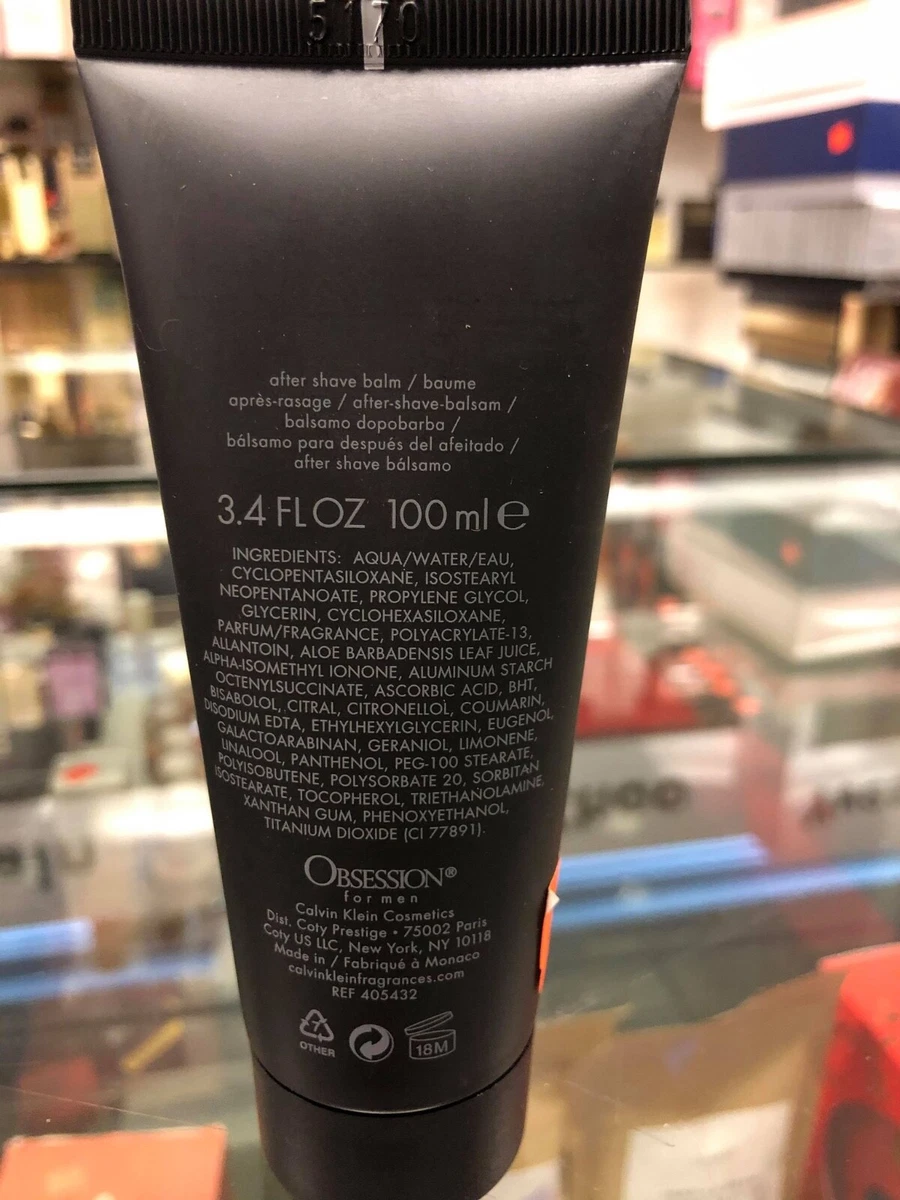 5170
after shave balm / baume
après-rasage / after-shave-balsam /
balsamo dopobarba /
bálsamo para después del afeitado /
after shave bálsamo
3.4 FL OZ 100 ml e
INGREDIENTS: AQUA/WATER/EAU,
CYCLOPENTASILOXANE, ISOSTEARYL
NEOPENTANOATE, PROPYLENE GLYCOL,
GLYCERIN, CYCLOHEXASILOXANE,
PARFUM/FRAGRANCE, POLYACRYLATE-13,
ALLANTOIN, ALOE BARBADENSIS LEAF JUICE,
ALPHA-ISOMETHYL IONONE, ALUMINUM STARCH
OCTENYLSUCCINATE, ASCORBIC ACID, BHT,
BISABOLOL, CITRAL, CITRONELLOL, COUMARIN,
DISODIUM EDTA, ETHYLHEXYLGLYCERIN, EUGENOL,
GALACTOARABINAN, GERANIOL, LIMONENE,
LINALOOL, PANTHENOL, PEG-100 STEARATE,
POLYISOBUTENE, POLYSORBATE 20, SORBITAN
ISOSTEARATE, TOCOPHEROL, TRIETHANOLAMINE,
XANTHAN GUM, PHENOXYETHANOL,
TITANIUM DIOXIDE (CI 77891).
OBSESSION®
for men
Calvin Klein Cosmetics
Dist. Coty Prestige • 75002 Paris
Coty US LLC, New York, NY 10118
Made in / Fabriqué à Monaco
calvinkleinfragrances.com
REF 405432
7
OTHER
18M